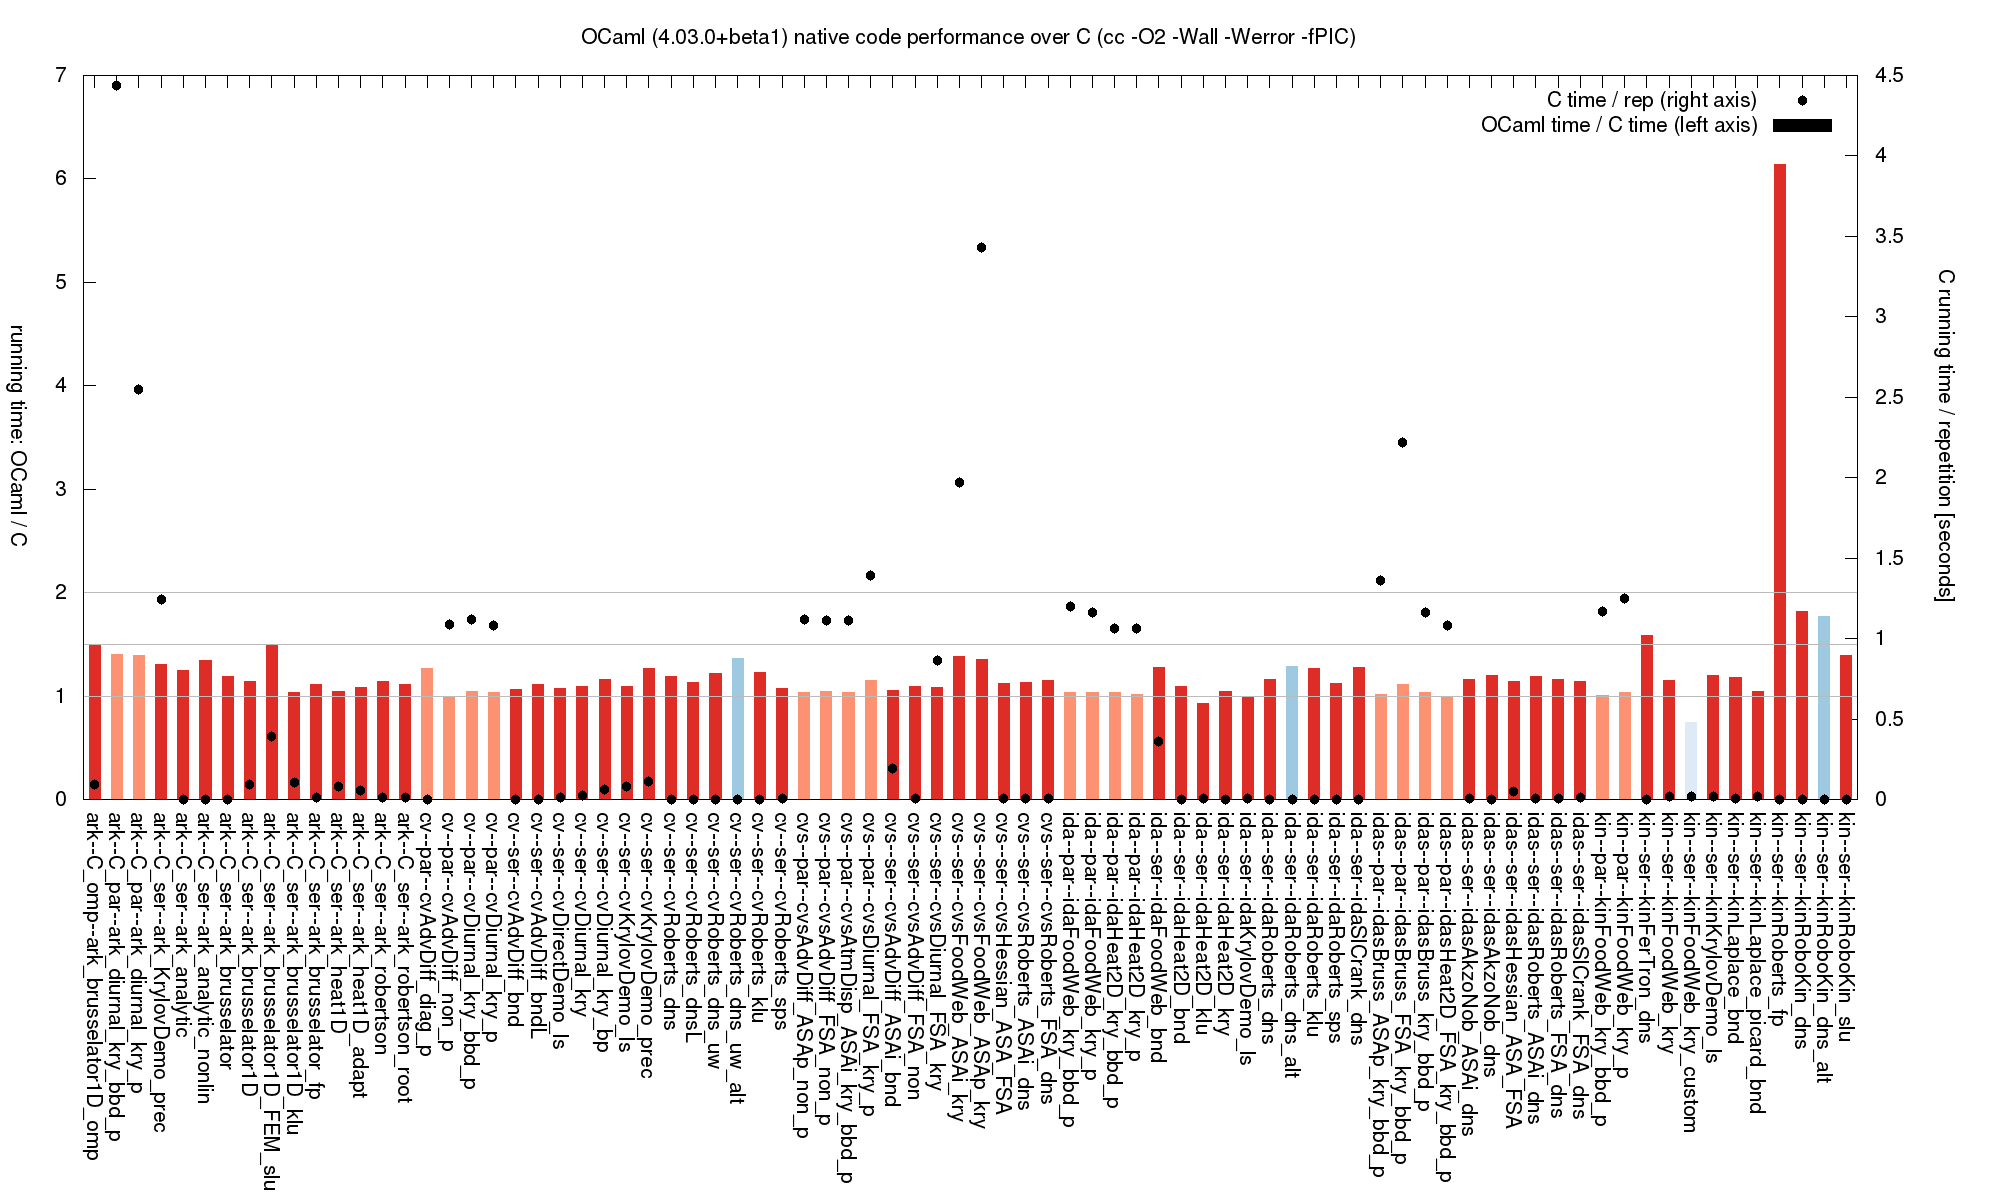 OCaml (4.03.0+beta1) native code performance over C (cc -O2 -Wall -Werror -fPIC)
C time / rep (right axis)
OCaml time / C time (left axis)
running time: OCaml / C
7
6
5
4
3
2
1
0
4.5
4
3.5
3
2.5
2
1.5
1
0.5
0
C running time / repetition [seconds]
ark--C_omp--ark_brusselator1D_omp
ark--C_par--ark_diurnal_kry_bbd_p
ark--C_par--ark_diurnal_kry_p
ark--C_ser--ark_KrylovDemo_prec
ark--C_ser--ark_analytic
ark--C_ser--ark_analytic_nonlin
ark--C_ser--ark_brusselator
ark--C_ser--ark_brusselator1D
ark--C_ser--ark_brusselator1D_FEM_slu
ark--C_ser--ark_brusselator1D_klu
ark--C_ser--ark_brusselator_fp
ark--C_ser--ark_heat1D
ark--C_ser--ark_heat1D_adapt
ark--C_ser--ark_robertson
ark--C_ser--ark_robertson_root
cv--par--cvAdvDiff_diag_p
cv--par--cvAdvDiff_non_p
cv--par--cvDiurnal_kry_bbd_p
cv--par--cvDiurnal_kry_p
cv--ser--cvAdvDiff_bnd
cv--ser--cvAdvDiff_bndL
cv--ser--cvDirectDemo_ls
cv--ser--cvDiurnal_kry
cv--ser--cvDiurnal_kry_bp
cv--ser--cvKrylovDemo_ls
cv--ser--cvKrylovDemo_prec
cv--ser--cvRoberts_dns
cv--ser--cvRoberts_dnsL
cv--ser--cvRoberts_dns_uw
cv--ser--cvRoberts_dns_uw_alt
cv--ser--cvRoberts_klu
cv--ser--cvRoberts_sps
cvs--par--cvsAdvDiff_ASAp_non_p
cvs--par--cvsAdvDiff_FSA_non_p
cvs--par--cvsAtmDisp_ASAi_kry_bbd_p
cvs--par--cvsDiurnal_FSA_kry_p
cvs--ser--cvsAdvDiff_ASAi_bnd
cvs--ser--cvsAdvDiff_FSA_non
cvs--ser--cvsDiurnal_FSA_kry
cvs--ser--cvsFoodWeb_ASAi_kry
cvs--ser--cvsFoodWeb_ASAp_kry
cvs--ser--cvsHessian_ASA_FSA
cvs--ser--cvsRoberts_ASAi_dns
cvs--ser--cvsRoberts_FSA_dns
ida--par--idaFoodWeb_kry_bbd_p
ida--par--idaFoodWeb_kry_p
ida--par--idaHeat2D_kry_bbd_p
ida--par--idaHeat2D_kry_p
ida--ser--idaFoodWeb_bnd
ida--ser--idaHeat2D_bnd
ida--ser--idaHeat2D_klu
ida--ser--idaHeat2D_kry
ida--ser--idaKrylovDemo_ls
ida--ser--idaRoberts_dns
ida--ser--idaRoberts_dns_alt
ida--ser--idaRoberts_klu
ida--ser--idaRoberts_sps
ida--ser--idaSlCrank_dns
idas--par--idasBruss_ASAp_kry_bbd_p
idas--par--idasBruss_FSA_kry_bbd_p
idas--par--idasBruss_kry_bbd_p
idas--par--idasHeat2D_FSA_kry_bbd_p
idas--ser--idasAkzoNob_ASAi_dns
idas--ser--idasAkzoNob_dns
idas--ser--idasHessian_ASA_FSA
idas--ser--idasRoberts_ASAi_dns
idas--ser--idasRoberts_FSA_dns
idas--ser--idasSlCrank_FSA_dns
kin--par--kinFoodWeb_kry_bbd_p
kin--par--kinFoodWeb_kry_p
kin--ser--kinFerTron_dns
kin--ser--kinFoodWeb_kry
kin--ser--kinFoodWeb_kry_custom
kin--ser--kinKrylovDemo_ls
kin--ser--kinLaplace_bnd
kin--ser--kinLaplace_picard_bnd
kin--ser--kinRoberts_fp
kin--ser--kinRoboKin_dns
kin--ser--kinRoboKin_dns_alt
kin--ser--kinRoboKin_slu